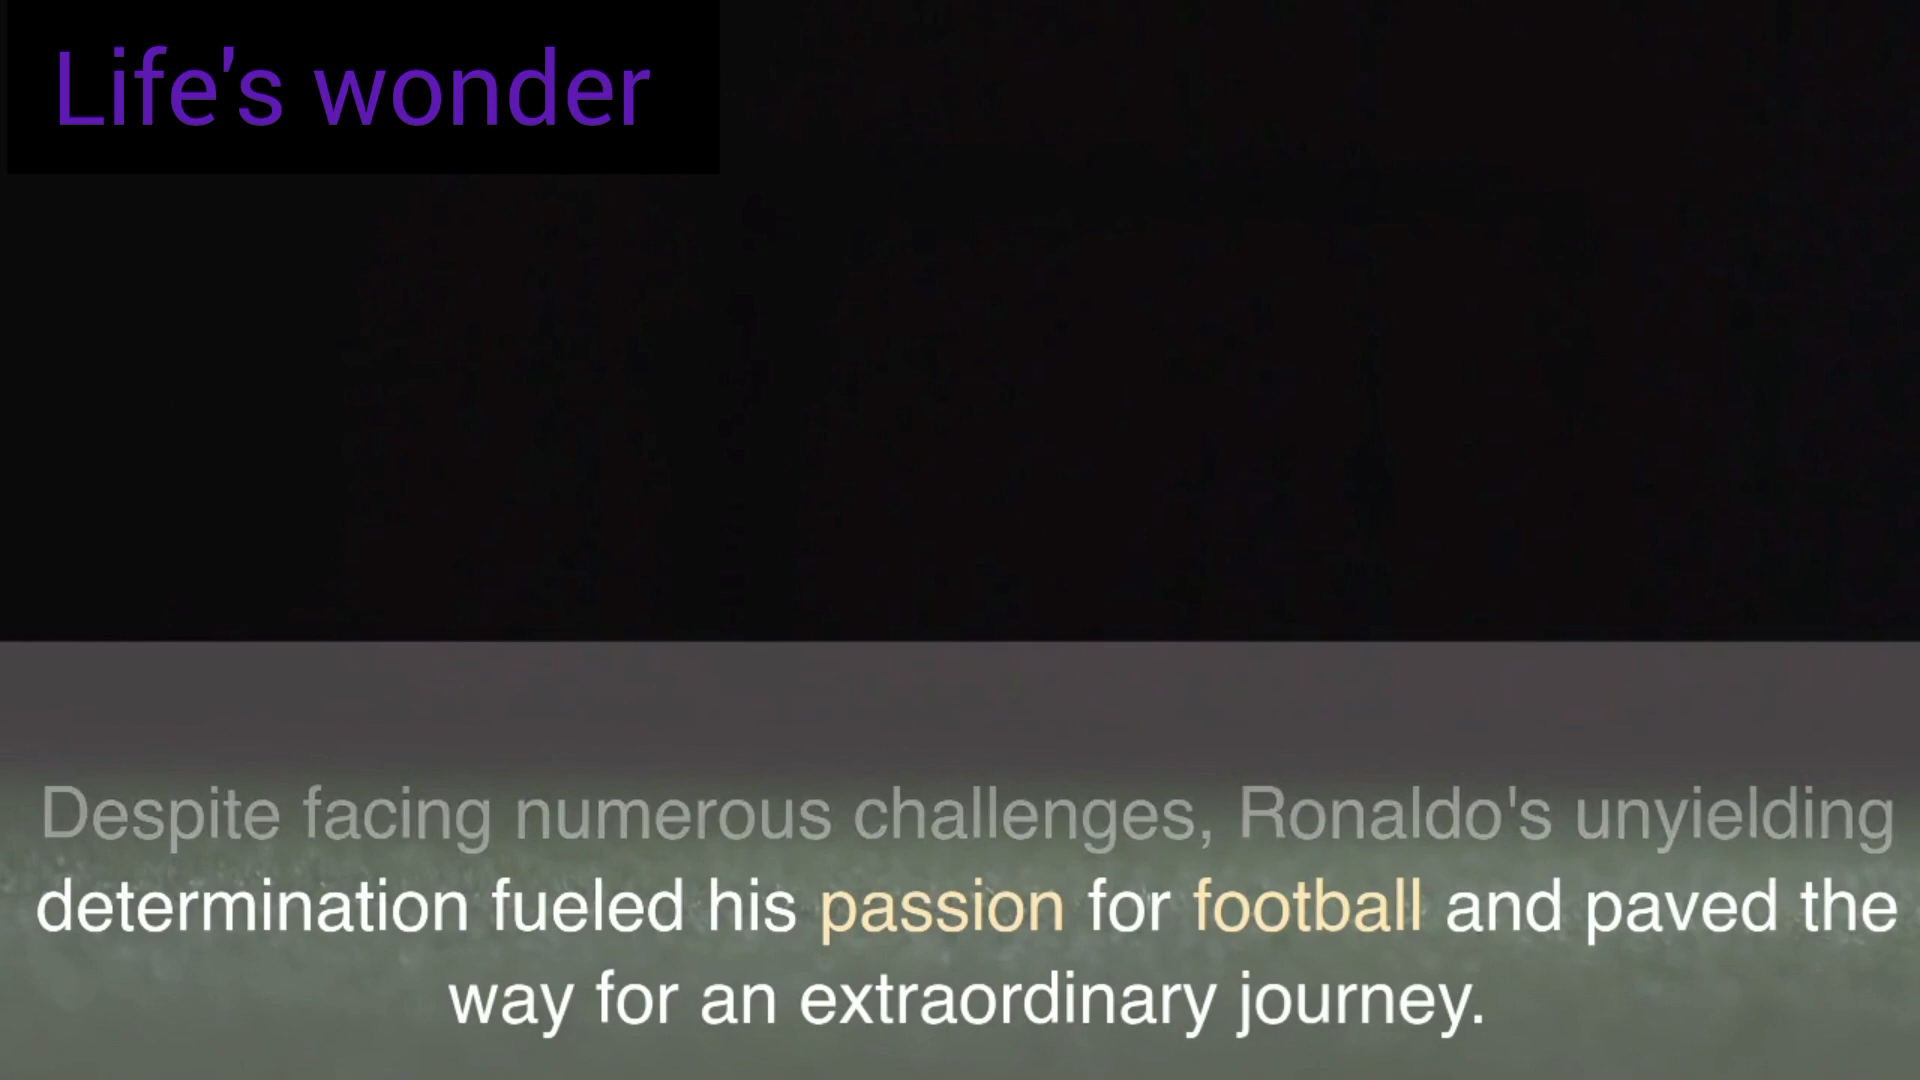 Life's wonder
Despite facing numerous challenges, Ronaldo's unyielding
determination fueled his passion for football and paved the
way for an extraordinary journey.